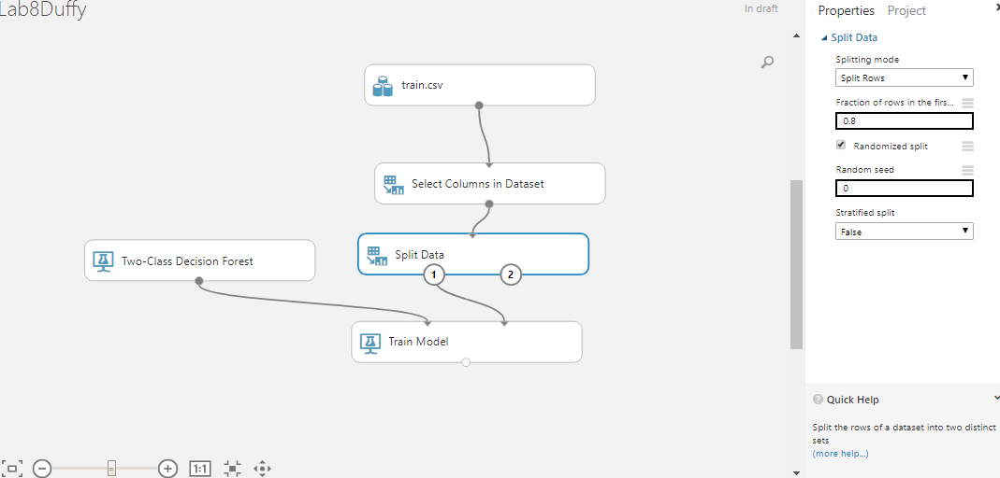 Lab8Duffy
In draft
Properties Project
train.csv
Select Columns in Dataset
Two-Class Decision Forest
Split Data
1
2
Train Model
1:1
Split Data
Splitting mode
Split Rows
Fraction of rows in the firs...
0.8
Randomized split
Random seed
0
Stratified split
False
? Quick Help
Split the rows of a dataset into two distinct
sets
(more help...)